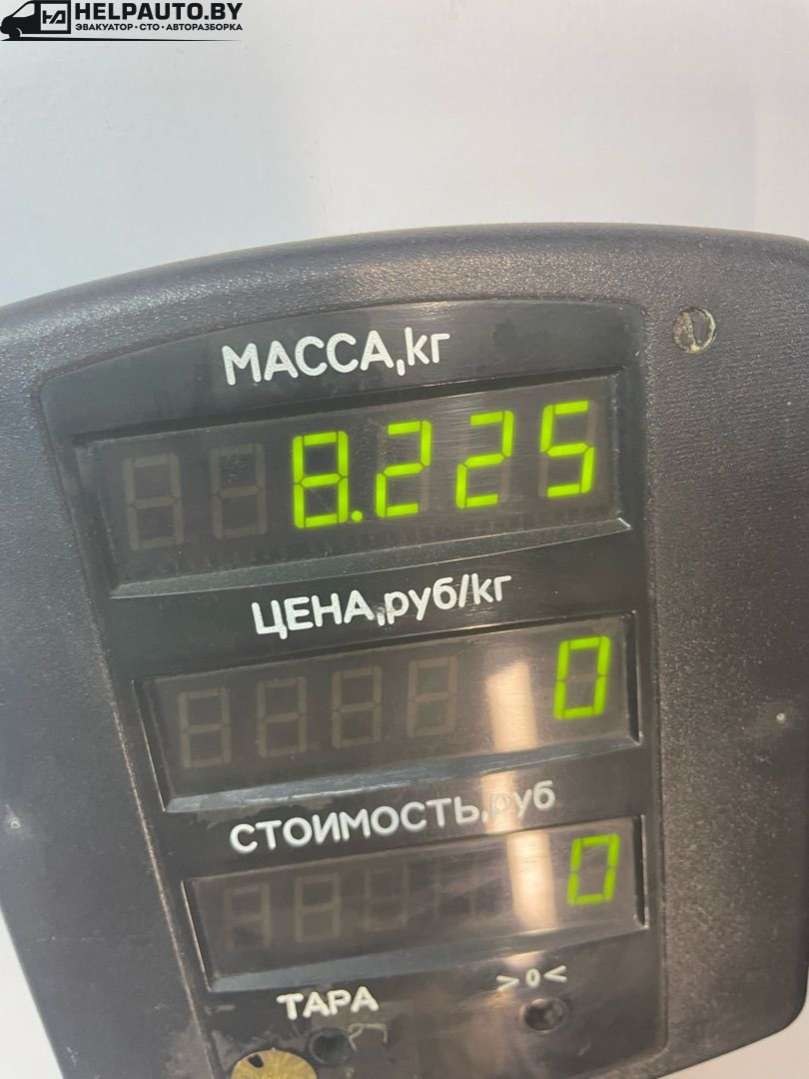 HELPAUTO.BY
ЭВАКУАТОР·СТО·АВТОРАЗБОРКА
МАССА,кг
8.225
ЦЕНА,руб/кг
0
СТОИМОСТЬ,руб
0
>0<
ТАРА